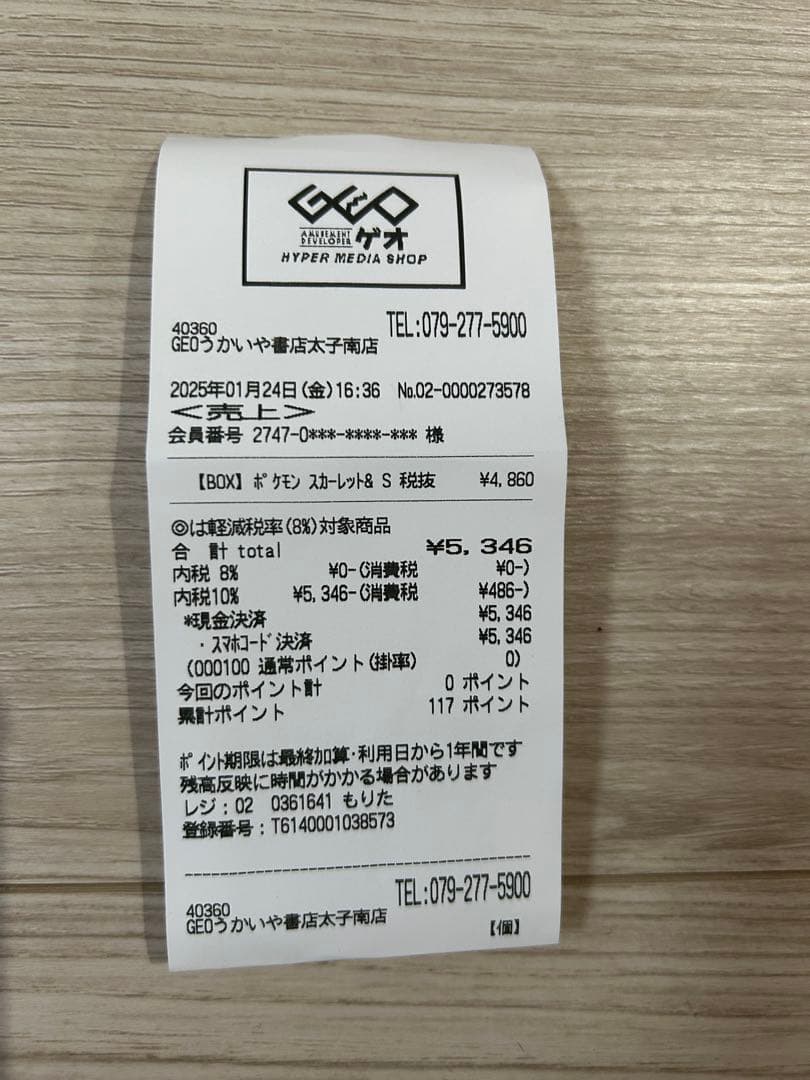 GEO
AMUSEMENT DEVELOPER ゲオ
HYPER MEDIA SHOP
40360 TEL:079-277-5900
GEOうかいや書店太子南店
2025年01月24日(金)16:36 No.02-0000273578
<売上>
会員番号 2747-0***-****-*** 様
【BOX】ポケモン スカーレット& S 税抜 ¥4,860
◎は軽減税率(8%)対象商品
合 計 total ¥5,346
内税 8% ¥0-(消費税 ¥0-)
内税10% ¥5,346-(消費税 ¥486-)
*現金決済 ¥5,346
・スマホコード決済 ¥5,346
(000100 通常ポイント(掛率) 0)
今回のポイント計 0 ポイント
累計ポイント 117 ポイント
ポイント期限は最終加算・利用日から1年間です
残高反映に時間がかかる場合があります
レジ:02 0361641 もりた
登録番号:T6140001038573
40360 TEL:079-277-5900
GEOうかいや書店太子南店
【個】